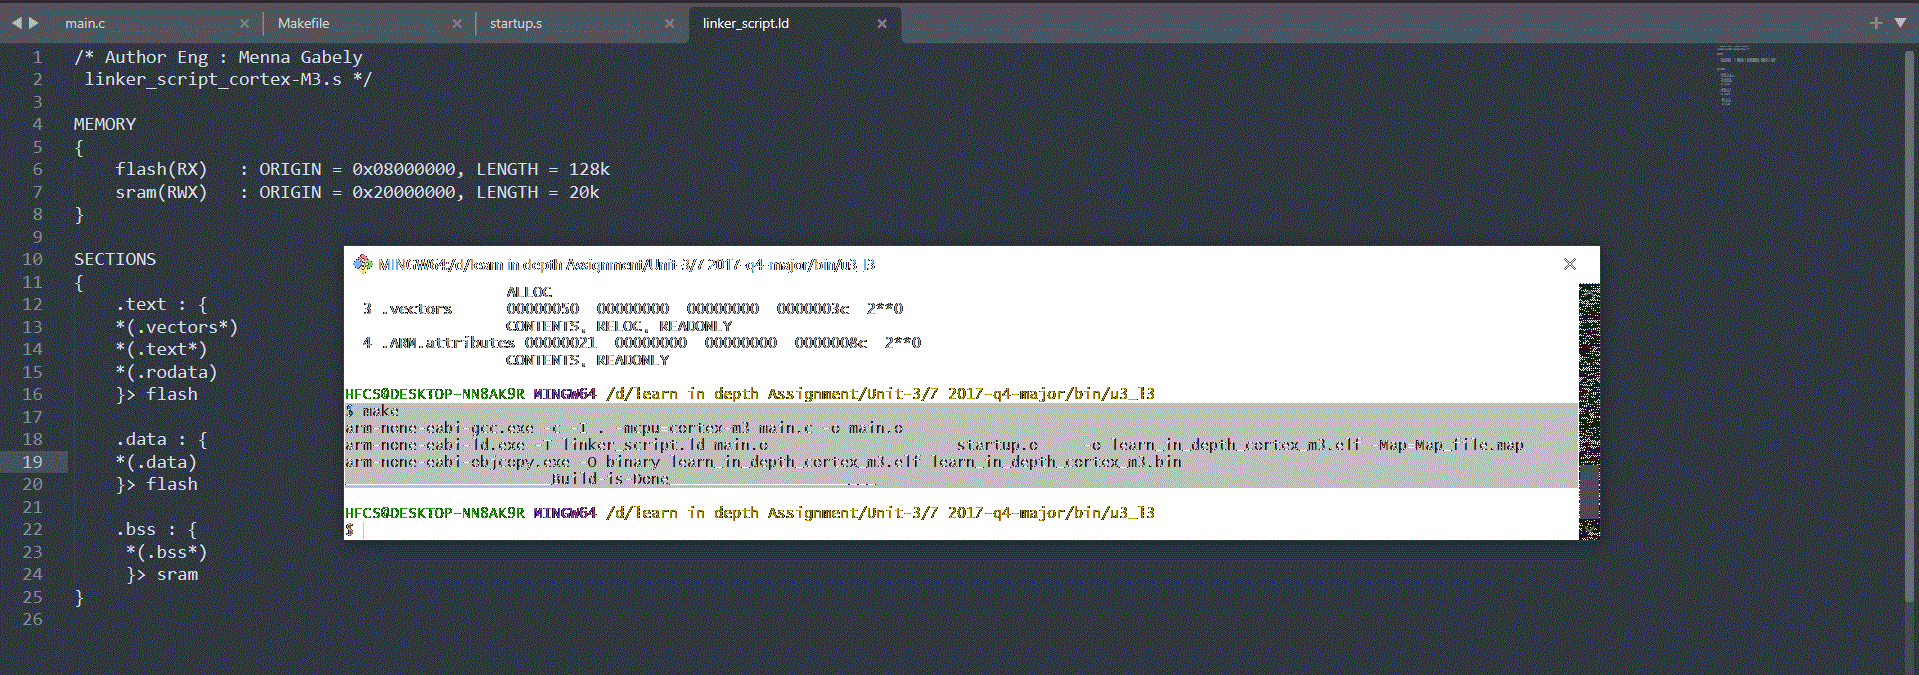 main.c
Makefile
startup.s
linker_script.ld
1 /* Author Eng : Menna Gabely
2 linker_script_cortex-M3.s */
3
4 MEMORY
5 {
6 flash(RX) : ORIGIN = 0x08000000, LENGTH = 128k
7 sram(RWX) : ORIGIN = 0x20000000, LENGTH = 20k
8 }
9
10 SECTIONS
11 {
12 .text : {
13 *(.vectors*)
14 *(.text*)
15 *(.rodata)
16 }> flash
17
18 .data : {
19 *(.data)
20 }> flash
21
22 .bss : {
23 *(.bss*)
24 }> sram
25 }
26
MINGW64:/d/learn in depth Assignment/Unit-3/7 2017-q4-major/bin/u3_l3
ALLOC
3 .vectors 00000050 00000000 00000000 0000003c 2**0
CONTENTS, RELOC, READONLY
4 .ARM.attributes 00000021 00000000 00000000 0000008c 2**0
CONTENTS, READONLY
HFCS@DESKTOP-NN8AK9R MINGW64 /d/learn in depth Assignment/Unit-3/7 2017-q4-major/bin/u3_l3
$ make
arm-none-eabi-gcc.exe -c -I . -mcpu=cortex-m3 main.c -o main.o
arm-none-eabi-ld.exe -T linker_script.ld main.o startup.o -o learn_in_depth_cortex_m3.elf -Map=Map_file.map
arm-none-eabi-objcopy.exe -O binary learn_in_depth_cortex_m3.elf learn_in_depth_cortex_m3.bin
____________________Build-is-Done____________________....
HFCS@DESKTOP-NN8AK9R MINGW64 /d/learn in depth Assignment/Unit-3/7 2017-q4-major/bin/u3_l3
$